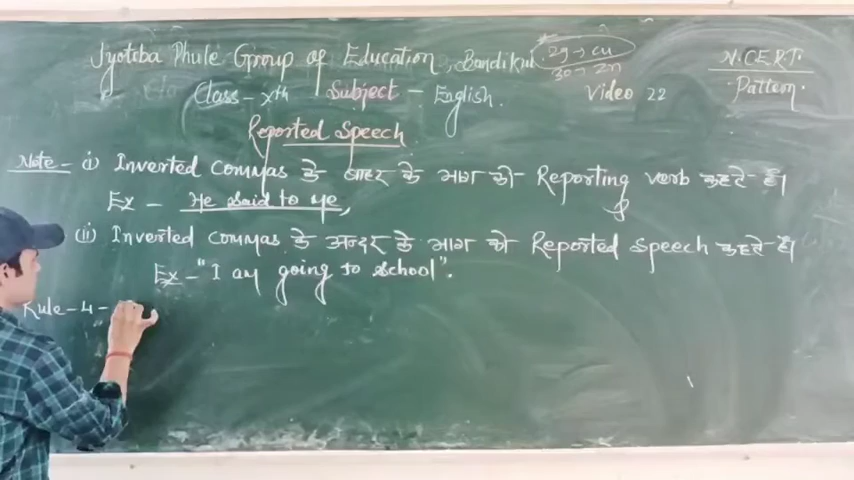 Jyotoba Phule Group of Education, Bandikui
29 → Cu
30 → Zn
N.C.E.R.T.
Pattern
Class - Xth Subject - English. Video 22
Reported Speech
Note - (i) Inverted Commas के बाहर के भाग को Reporting verb कहते हैं।
Ex - He said to me,
(ii) Inverted Commas के अन्दर के भाग को Reported Speech कहते हैं।
Ex - "I am going to school".
Rule - 4 -